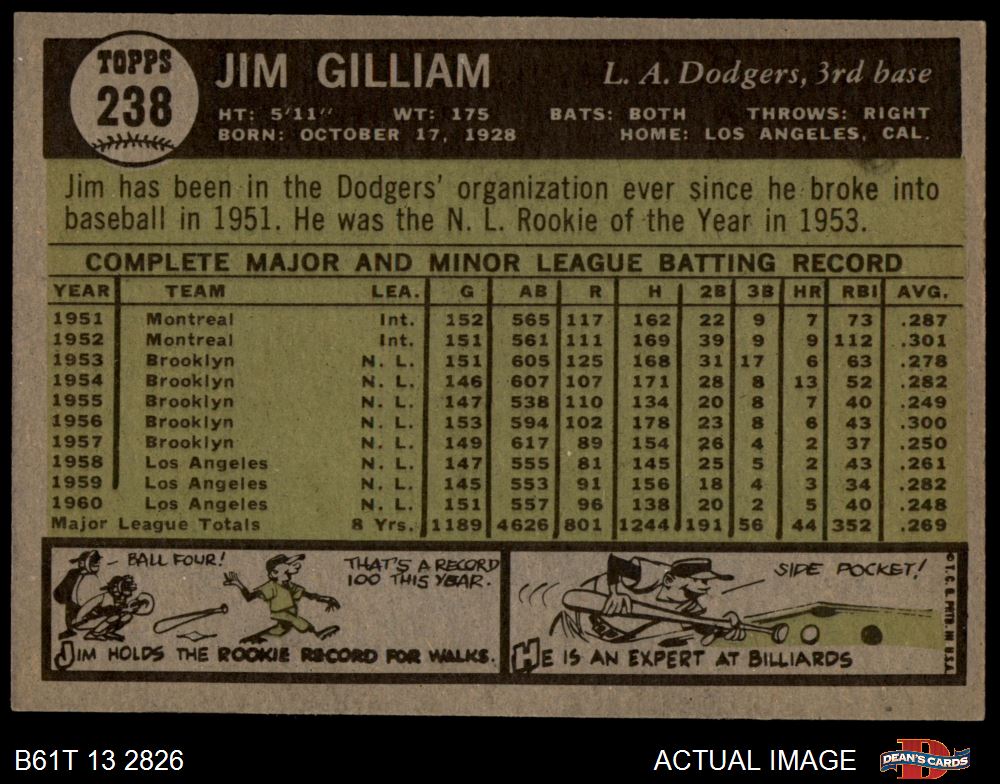 TOPPS
238
JIM GILLIAM
L. A. Dodgers, 3rd base
HT: 5'11" WT: 175 BATS: BOTH THROWS: RIGHT
BORN: OCTOBER 17, 1928 HOME: LOS ANGELES, CAL.
Jim has been in the Dodgers' organization ever since he broke into
baseball in 1951. He was the N. L. Rookie of the Year in 1953.
COMPLETE MAJOR AND MINOR LEAGUE BATTING RECORD
YEAR TEAM LEA. G AB R H 2B 3B HR RBI AVG.
1951 Montreal Int. 152 565 117 162 22 9 7 73 .287
1952 Montreal Int. 151 561 111 169 39 9 9 112 .301
1953 Brooklyn N. L. 151 605 125 168 31 17 6 63 .278
1954 Brooklyn N. L. 146 607 107 171 28 8 13 52 .282
1955 Brooklyn N. L. 147 538 110 134 20 8 7 40 .249
1956 Brooklyn N. L. 153 594 102 178 23 8 6 43 .300
1957 Brooklyn N. L. 149 617 89 154 26 4 2 37 .250
1958 Los Angeles N. L. 147 555 81 145 25 5 2 43 .261
1959 Los Angeles N. L. 145 553 91 156 18 4 3 34 .282
1960 Los Angeles N. L. 151 557 96 138 20 2 5 40 .248
Major League Totals 8 Yrs. 1189 4626 801 1244 191 56 44 352 .269
BALL FOUR!
THAT'S A RECORD
100 THIS YEAR.
JIM HOLDS THE ROOKIE RECORD FOR WALKS.
SIDE POCKET!
HE IS AN EXPERT AT BILLIARDS
© T. C. G. PRTD. IN U.S.A.
B61T 13 2826
ACTUAL IMAGE
D
DEAN'S CARDS